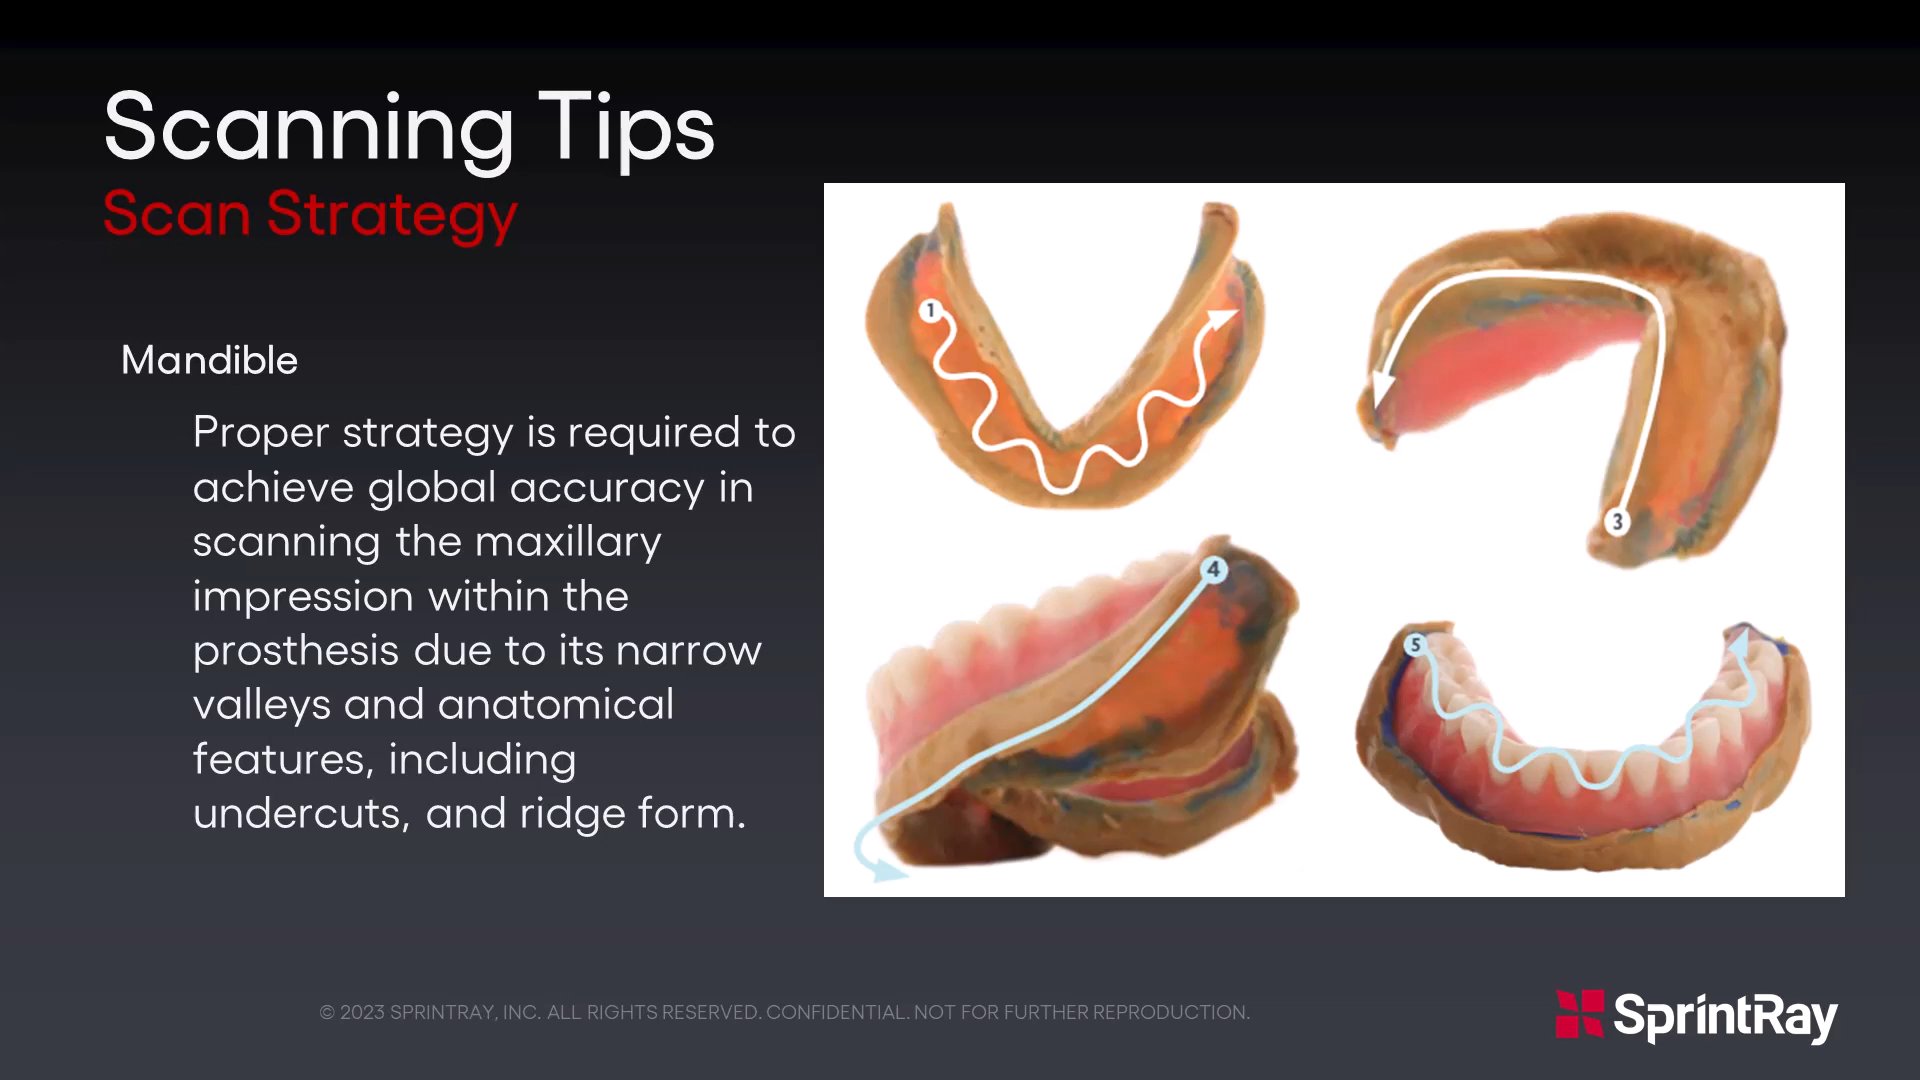 Scanning Tips
Scan Strategy
Mandible
Proper strategy is required to
achieve global accuracy in
scanning the maxillary
impression within the
prosthesis due to its narrow
valleys and anatomical
features, including
undercuts, and ridge form.
1
3
4
5
© 2023 SPRINTRAY, INC. ALL RIGHTS RESERVED. CONFIDENTIAL. NOT FOR FURTHER REPRODUCTION.
SprintRay